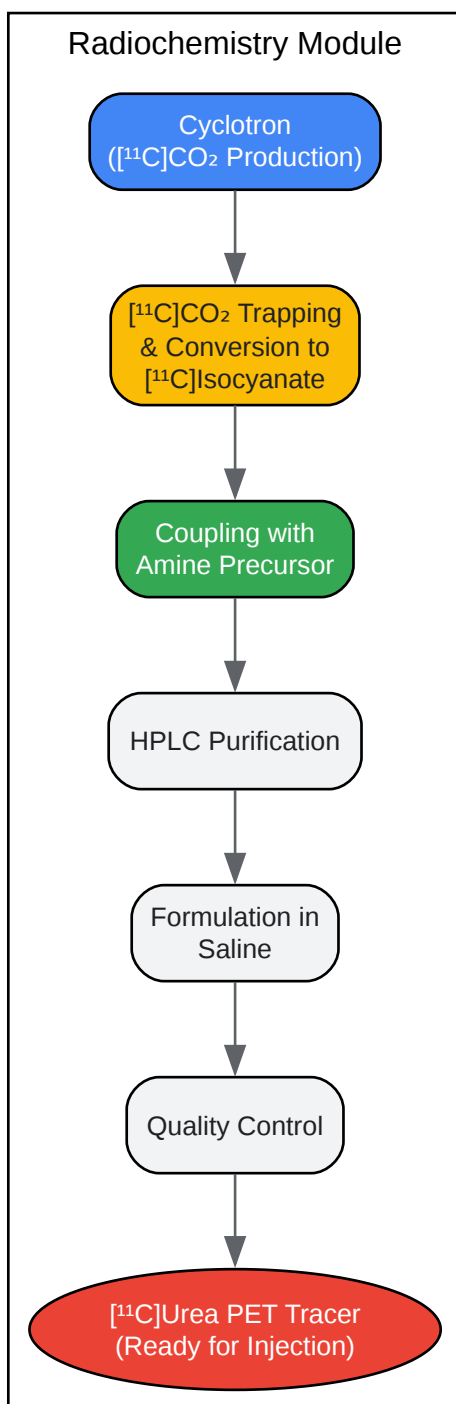 Radiochemistry Module
Cyclotron
([¹¹C]CO₂ Production)
[¹¹C]CO₂ Trapping
& Conversion to
[¹¹C]Isocyanate
Coupling with
Amine Precursor
HPLC Purification
Formulation in
Saline
Quality Control
[¹¹C]Urea PET Tracer
(Ready for Injection)